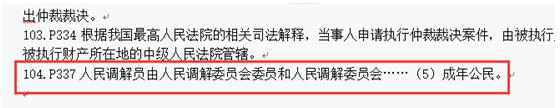 出仲裁裁决。
103.P334 根据我国最高人民法院的相关司法解释，当事人申请执行仲裁裁决案件，由被执行
被执行财产所在地的中级人民法院管辖。
104.P337 人民调解员由人民调解委员会委员和人民调解委员会……（5）成年公民。